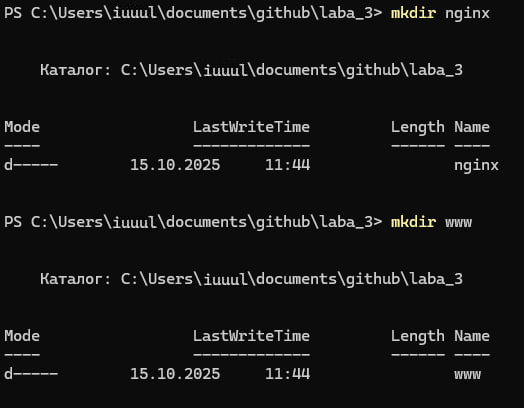 PS C:\Users\iuuul\documents\github\laba_3> mkdir nginx
Каталог: C:\Users\iuuul\documents\github\laba_3
Mode                 LastWriteTime         Length Name
----                 -------------         ------ ----
d-----        15.10.2025     11:44                nginx
PS C:\Users\iuuul\documents\github\laba_3> mkdir www
Каталог: C:\Users\iuuul\documents\github\laba_3
Mode                 LastWriteTime         Length Name
----                 -------------         ------ ----
d-----        15.10.2025     11:44                www